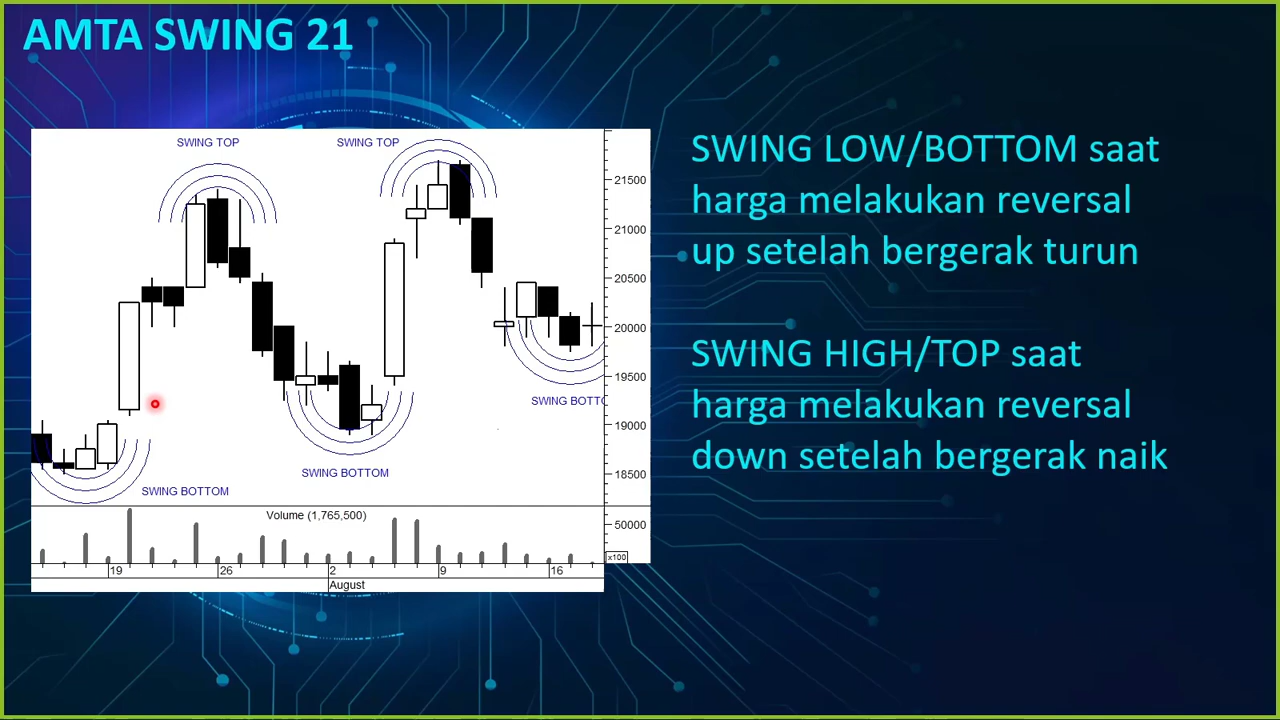 AMTA SWING 21
SWING TOP
SWING TOP
21500
21000
20500
20000
19500
19000
18500
SWING BOTTOM
SWING BOTTOM
SWING BOTTO
Volume (1,765,500)
50000
x100
19
26
2
9
16
August
SWING LOW/BOTTOM saat
harga melakukan reversal
up setelah bergerak turun
SWING HIGH/TOP saat
harga melakukan reversal
down setelah bergerak naik